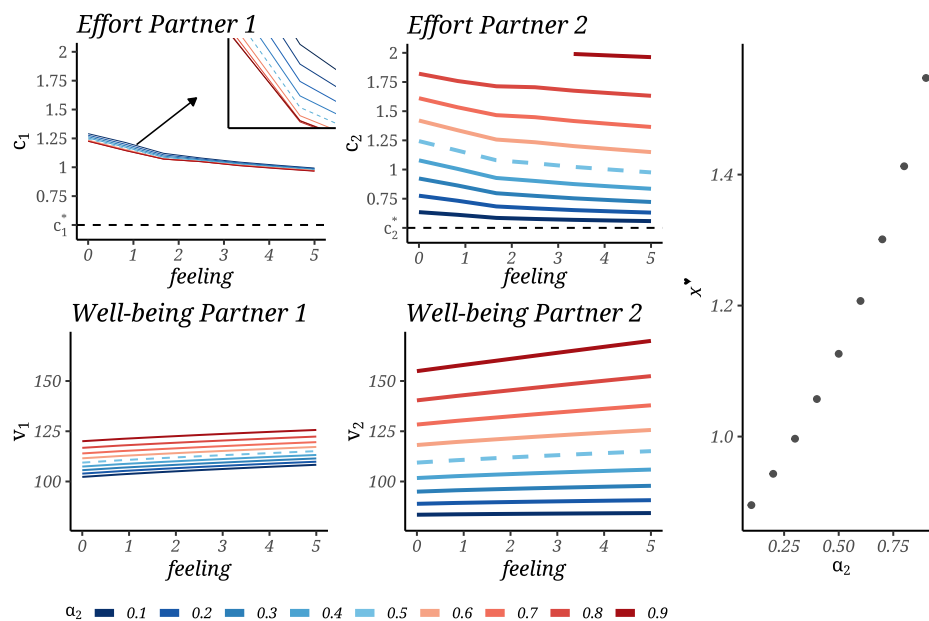 Effort Partner 1
c₁
2
1.75
1.5
1.25
1
0.75
c₁*
0 1 2 3 4 5
feeling
Effort Partner 2
c₂
2
1.75
1.5
1.25
1
0.75
c₂*
0 1 2 3 4 5
feeling
Well-being Partner 1
v₁
150
125
100
0 1 2 3 4 5
feeling
Well-being Partner 2
v₂
150
125
100
0 1 2 3 4 5
feeling
x♥
1.4
1.2
1.0
0.25 0.50 0.75
α₂
α₂ 0.1 0.2 0.3 0.4 0.5 0.6 0.7 0.8 0.9